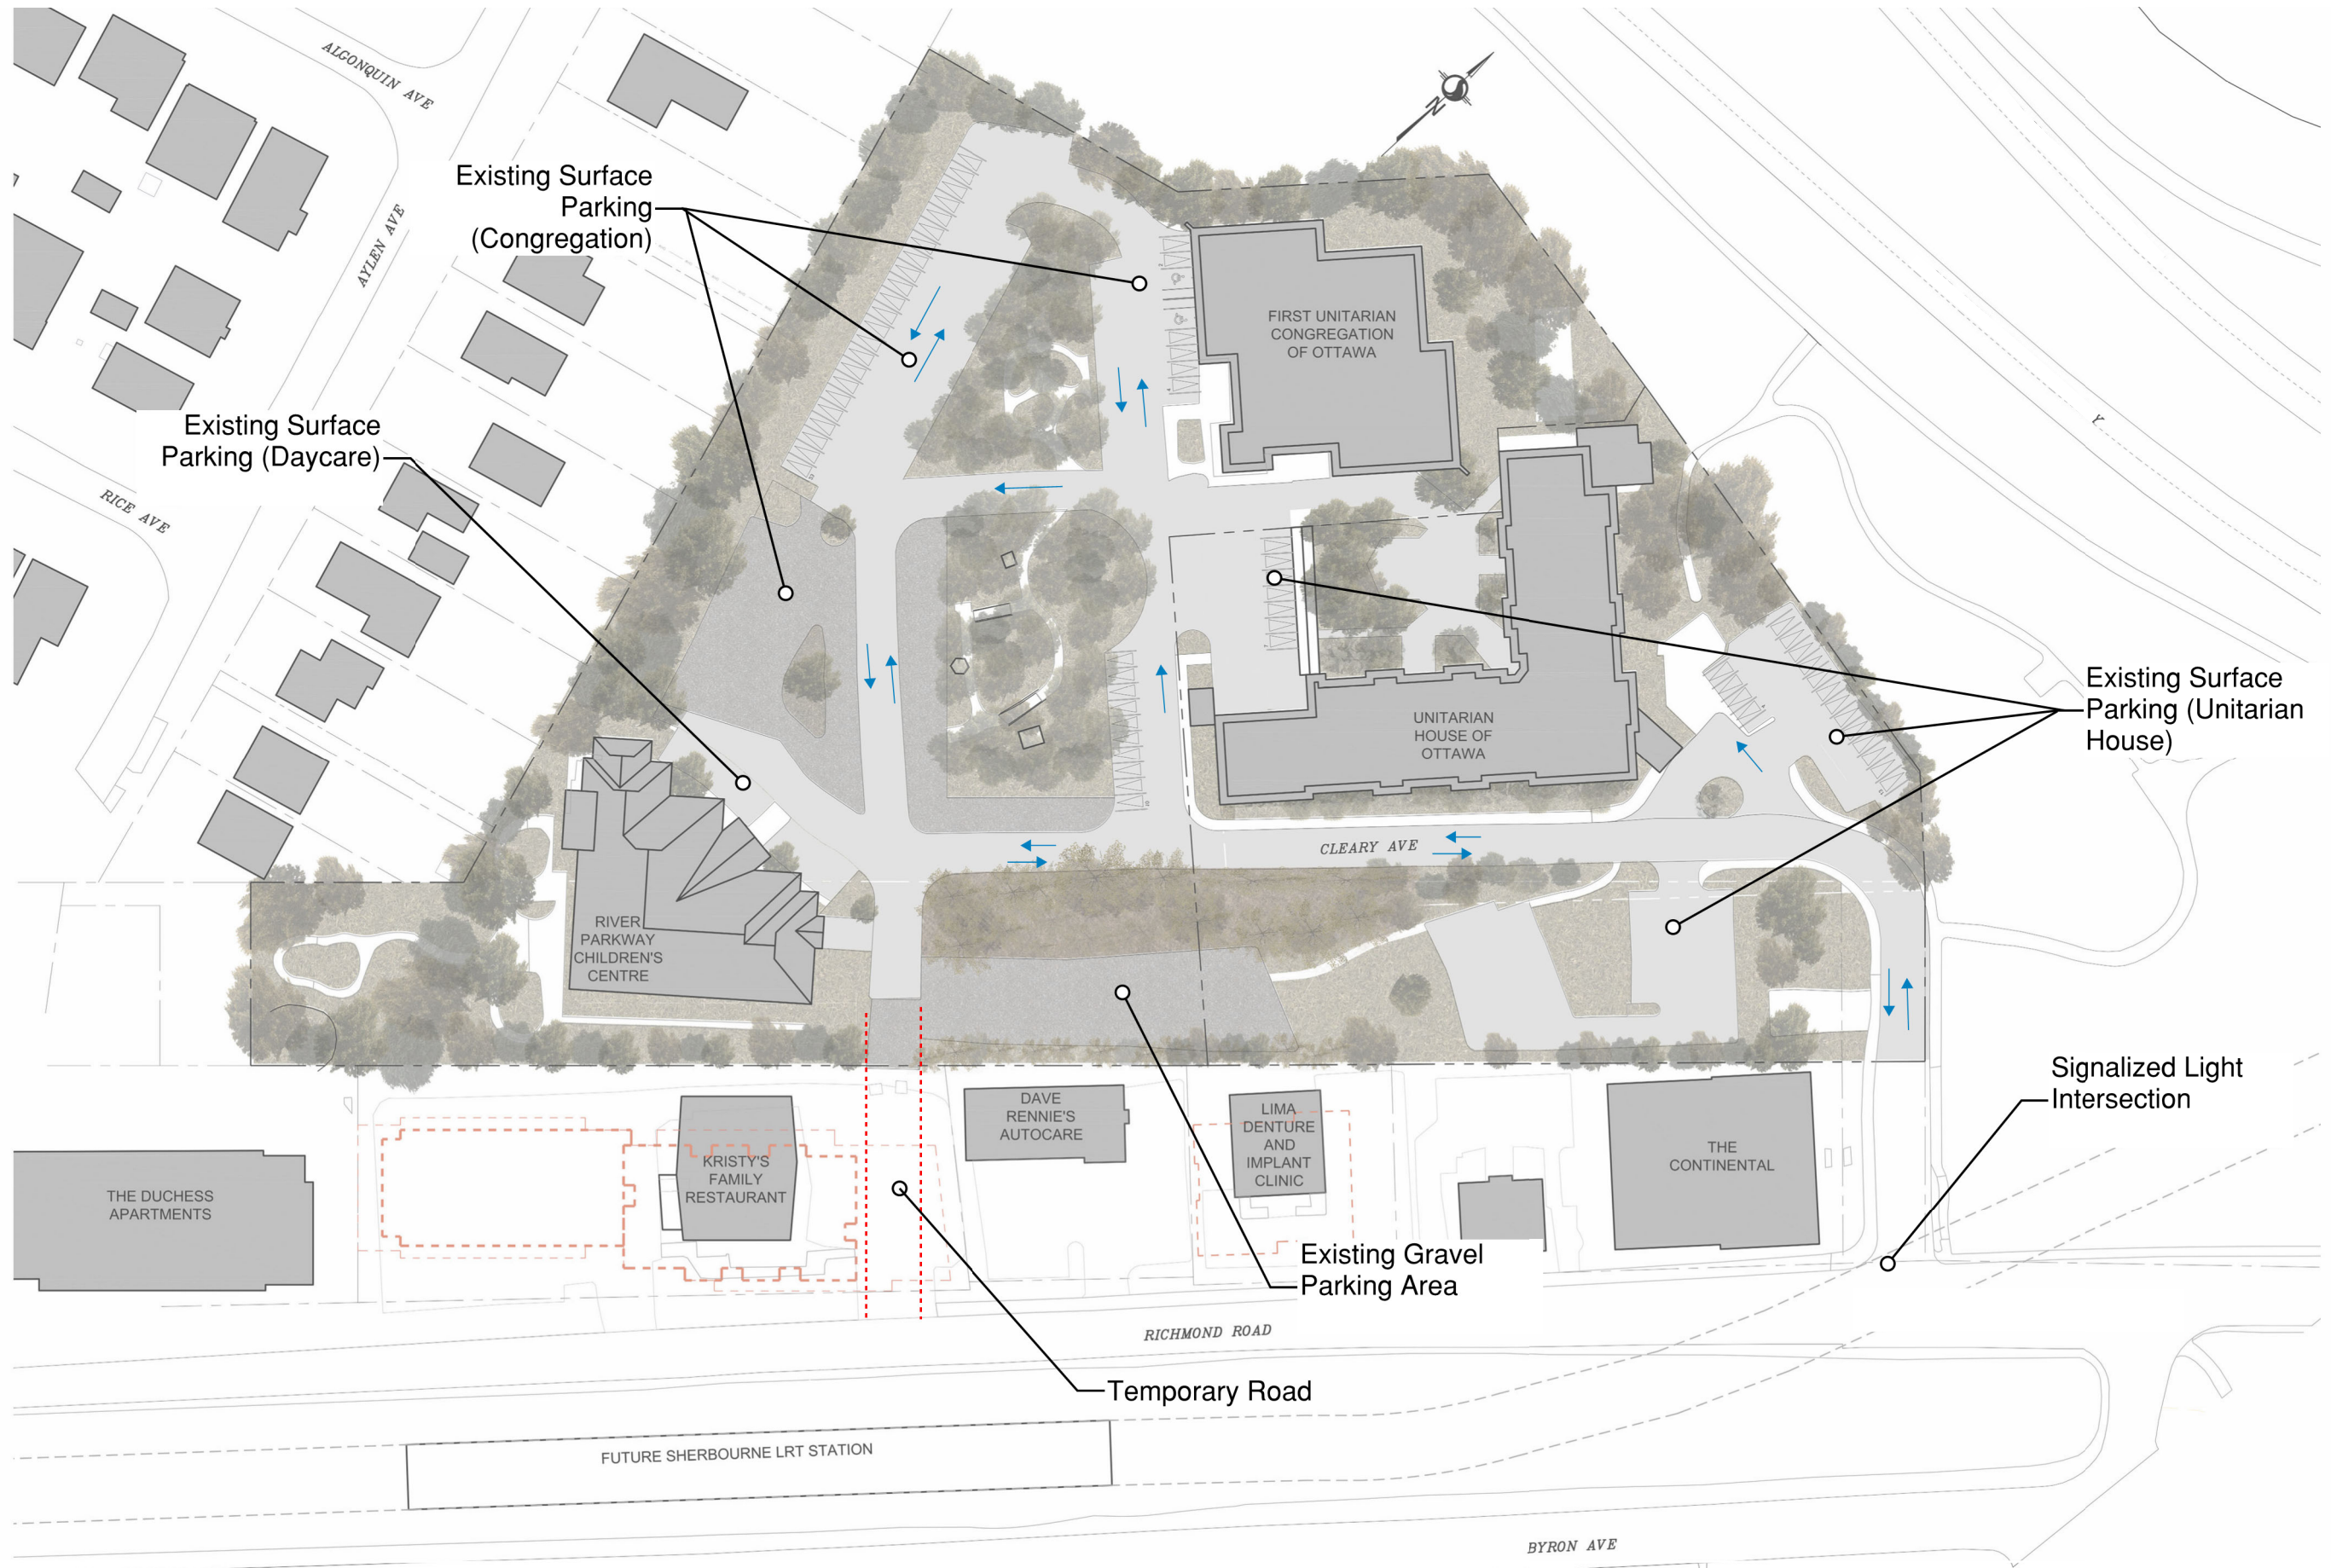 ALGONQUIN AVE
N
Existing Surface
Parking
(Congregation)
AYLEN AVE
FIRST UNITARIAN
CONGREGATION
OF OTTAWA
Y
Existing Surface
Parking (Daycare)
RICE AVE
Existing Surface
Parking (Unitarian
House)
UNITARIAN
HOUSE OF
OTTAWA
CLEARY AVE
RIVER
PARKWAY
CHILDREN'S
CENTRE
Signalized Light
Intersection
DAVE
RENNIE'S
AUTOCARE
LIMA
DENTURE
AND
IMPLANT
CLINIC
THE
CONTINENTAL
KRISTY'S
FAMILY
RESTAURANT
THE DUCHESS
APARTMENTS
Existing Gravel
Parking Area
RICHMOND ROAD
Temporary Road
FUTURE SHERBOURNE LRT STATION
BYRON AVE